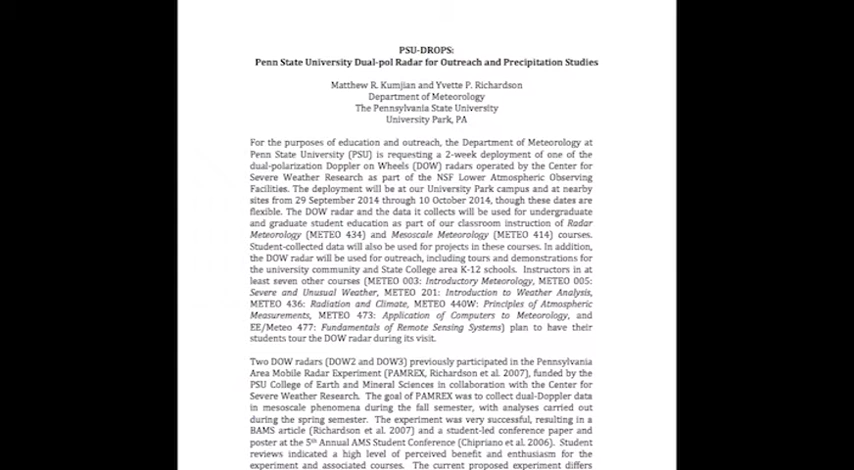 PSU-DROPS:
Penn State University Dual-pol Radar for Outreach and Precipitation Studies
Matthew R. Kumjian and Yvette P. Richardson
Department of Meteorology
The Pennsylvania State University
University Park, PA
For the purposes of education and outreach, the Department of Meteorology at
Penn State University (PSU) is requesting a 2-week deployment of one of the
dual-polarization Doppler on Wheels (DOW) radars operated by the Center for
Severe Weather Research as part of the NSF Lower Atmospheric Observing
Facilities. The deployment will be at our University Park campus and at nearby
sites from 29 September 2014 through 10 October 2014, though these dates are
flexible. The DOW radar and the data it collects will be used for undergraduate
and graduate student education as part of our classroom instruction of Radar
Meteorology (METEO 434) and Mesoscale Meteorology (METEO 414) courses.
Student-collected data will also be used for projects in these courses. In addition,
the DOW radar will be used for outreach, including tours and demonstrations for
the university community and State College area K-12 schools. Instructors in at
least seven other courses (METEO 003: Introductory Meteorology, METEO 005:
Severe and Unusual Weather, METEO 201: Introduction to Weather Analysis,
METEO 436: Radiation and Climate, METEO 440W: Principles of Atmospheric
Measurements, METEO 473: Application of Computers to Meteorology, and
EE/Meteo 477: Fundamentals of Remote Sensing Systems) plan to have their
students tour the DOW radar during its visit.
Two DOW radars (DOW2 and DOW3) previously participated in the Pennsylvania
Area Mobile Radar Experiment (PAMREX, Richardson et al. 2007), funded by the
PSU College of Earth and Mineral Sciences in collaboration with the Center for
Severe Weather Research. The goal of PAMREX was to collect dual-Doppler data
in mesoscale phenomena during the fall semester, with analyses carried out
during the spring semester. The experiment was very successful, resulting in a
BAMS article (Richardson et al. 2007) and a student-led conference paper and
poster at the 5th Annual AMS Student Conference (Chipriano et al. 2006). Student
reviews indicated a high level of perceived benefit and enthusiasm for the
experiment and associated courses. The current proposed experiment differs